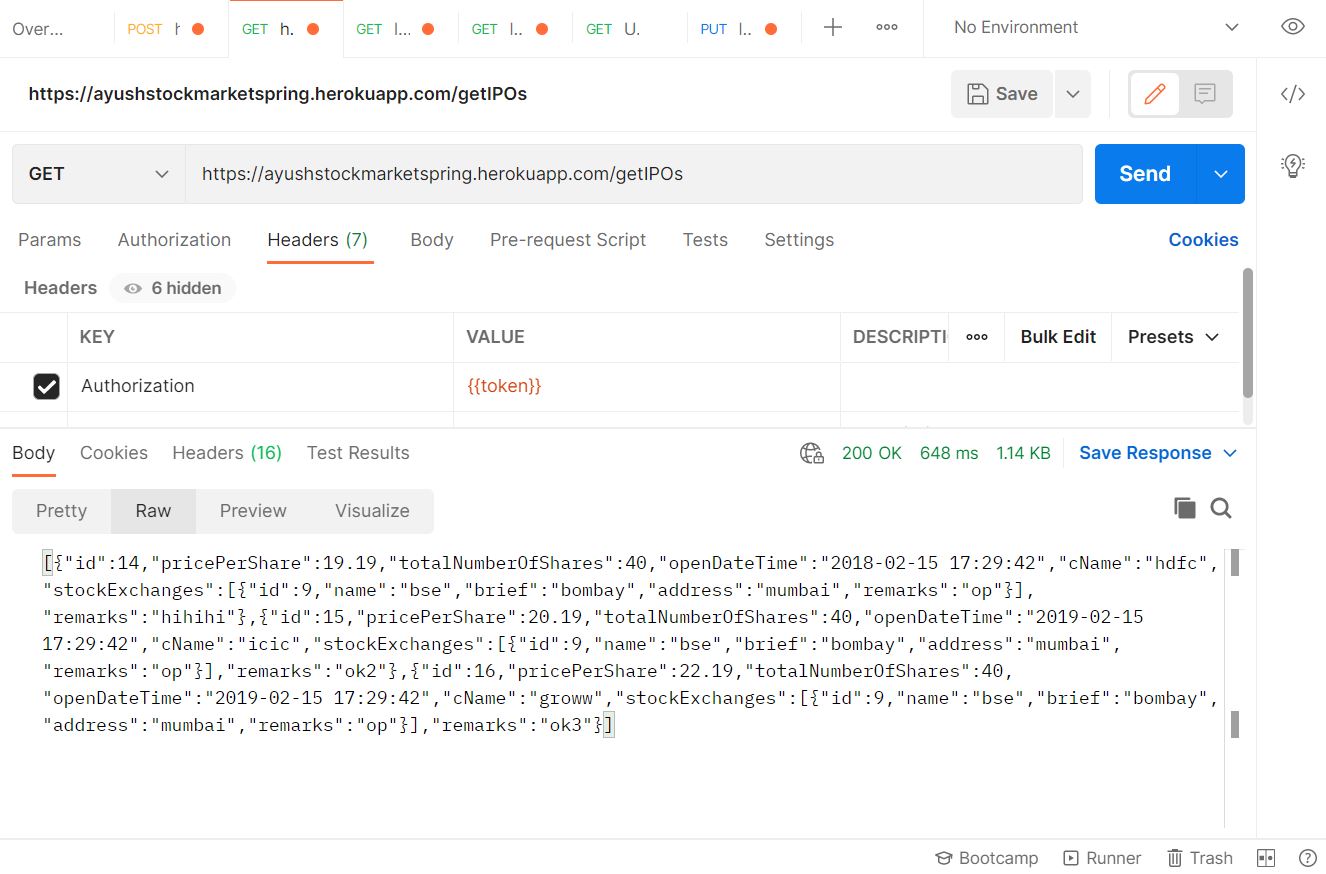 Over... POST GET h. GET l... GET l.. GET U. PUT l.. No Environment
https://ayushstockmarketspring.herokuapp.com/getIPOs Save
GET https://ayushstockmarketspring.herokuapp.com/getIPOs Send
Params Authorization Headers (7) Body Pre-request Script Tests Settings Cookies
Headers 6 hidden
KEY VALUE DESCRIPTI Bulk Edit Presets
Authorization {{token}}
Body Cookies Headers (16) Test Results 200 OK 648 ms 1.14 KB Save Response
Pretty Raw Preview Visualize
[{"id":14,"pricePerShare":19.19,"totalNumberOfShares":40,"openDateTime":"2018-02-15 17:29:42","cName":"hdfc",
"stockExchanges":[{"id":9,"name":"bse","brief":"bombay","address":"mumbai","remarks":"op"}],
"remarks":"hihihi"},{"id":15,"pricePerShare":20.19,"totalNumberOfShares":40,"openDateTime":"2019-02-15
17:29:42","cName":"icic","stockExchanges":[{"id":9,"name":"bse","brief":"bombay","address":"mumbai",
"remarks":"op"}],"remarks":"ok2"},{"id":16,"pricePerShare":22.19,"totalNumberOfShares":40,
"openDateTime":"2019-02-15 17:29:42","cName":"groww","stockExchanges":[{"id":9,"name":"bse","brief":"bombay",
"address":"mumbai","remarks":"op"}],"remarks":"ok3"}]
Bootcamp Runner Trash